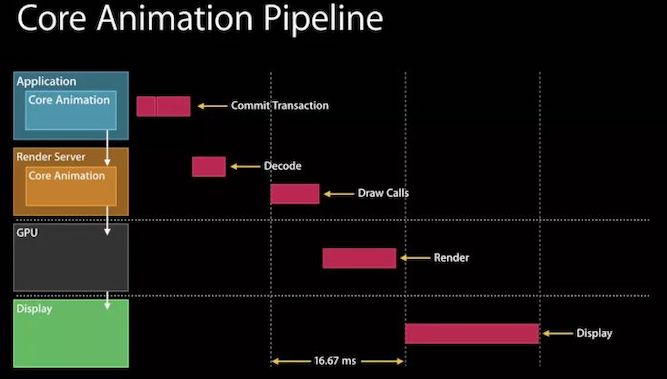 Core Animation Pipeline
Application
Core Animation
Commit Transaction
Render Server
Decode
Core Animation
Draw Calls
GPU
Render
Display
Display
16.67 ms